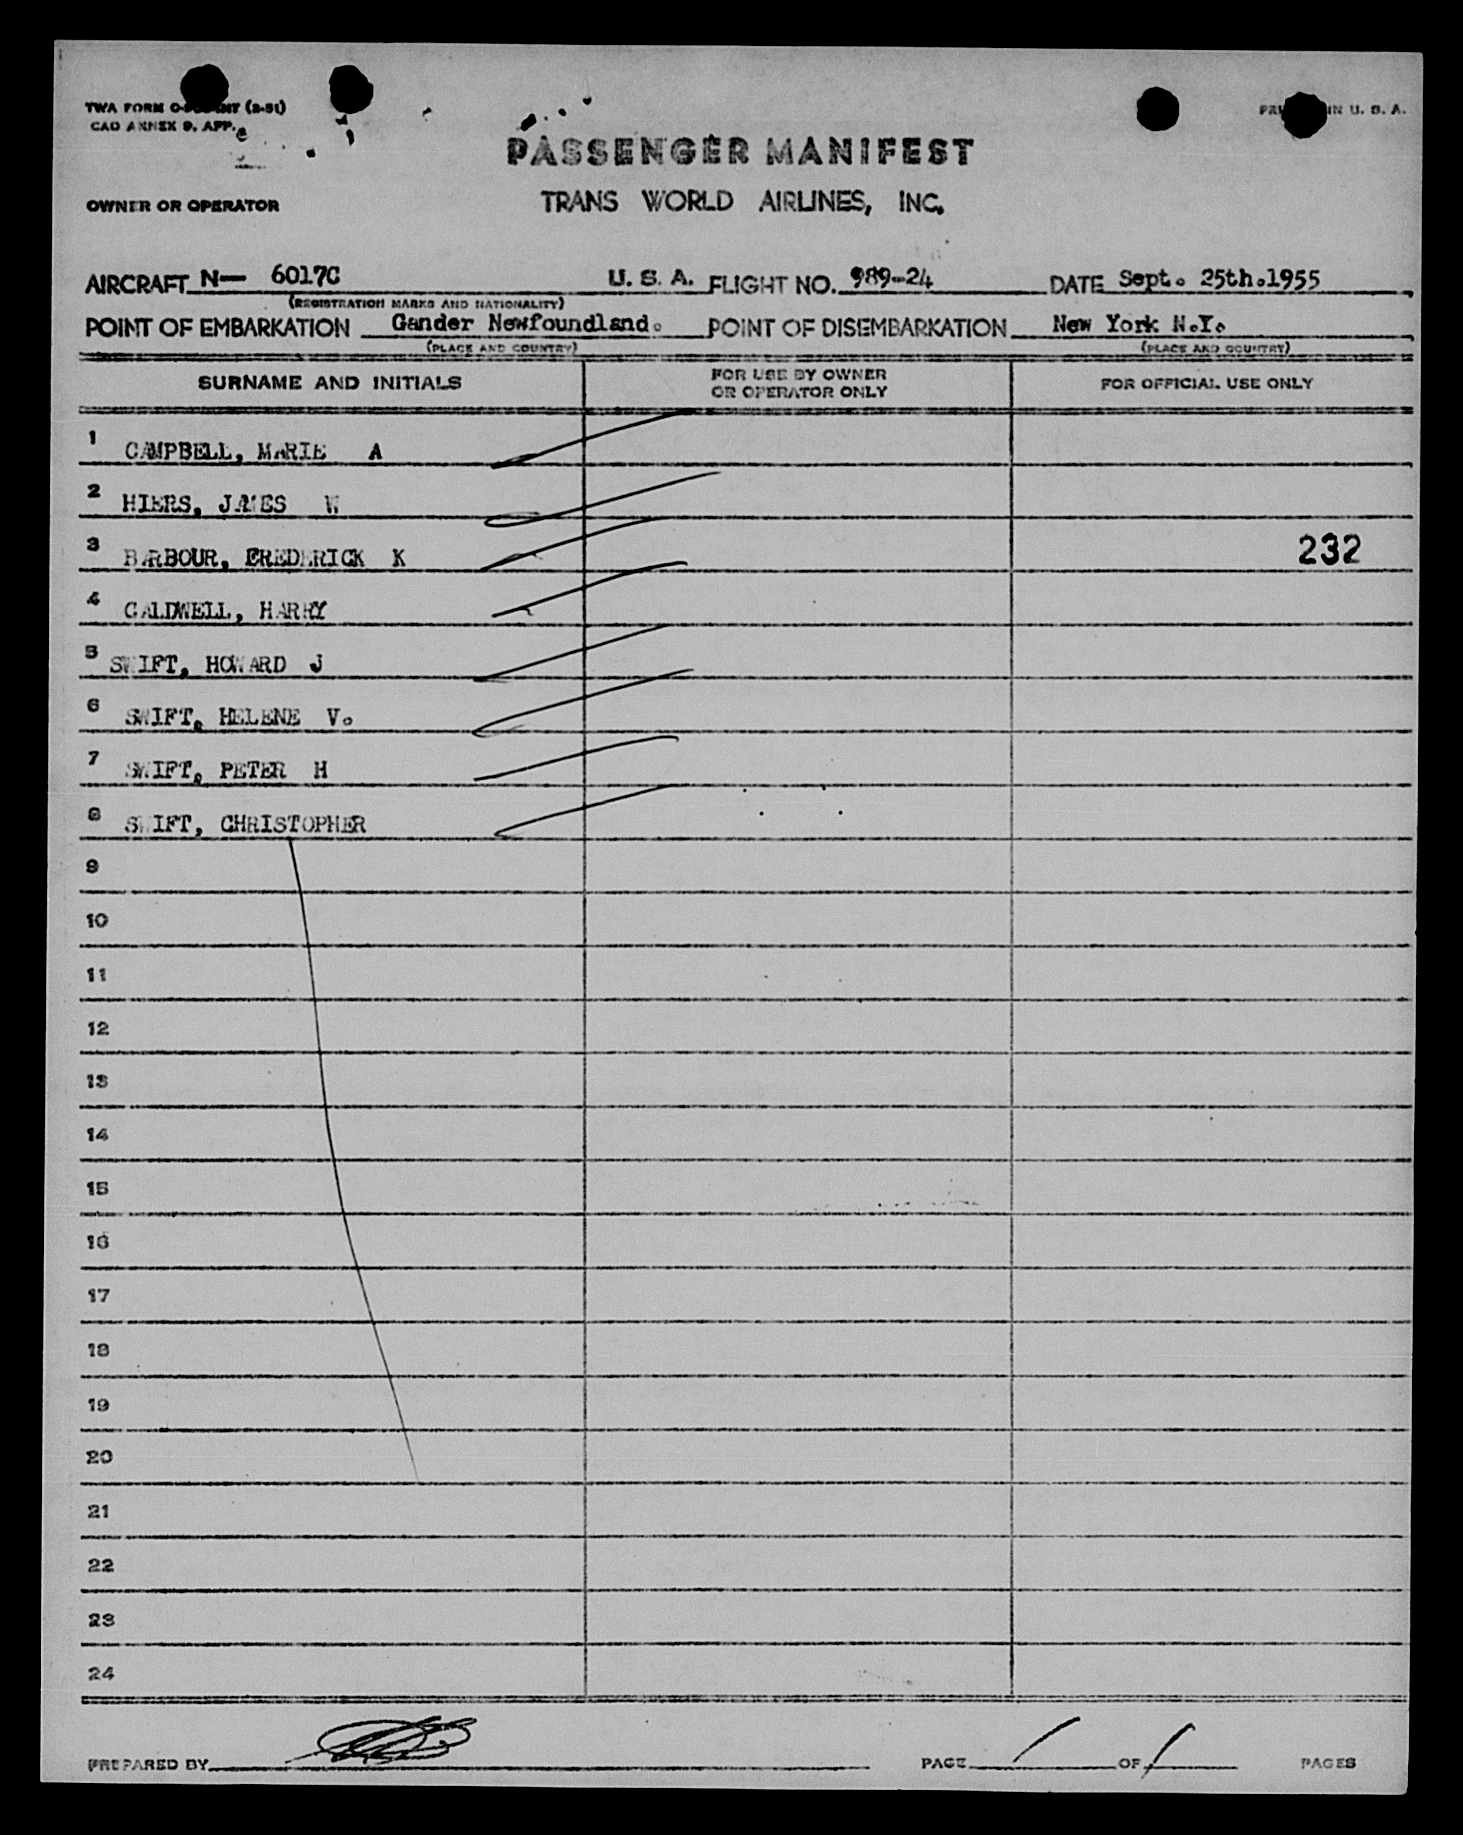 TWA FORM (2-51)
PRINTED IN U. S. A.
CAO ANNEX 9, APP.
PASSENGER MANIFEST
OWNER OR OPERATOR TRANS WORLD AIRLINES, INC.
AIRCRAFT N— 6017C U. S. A. FLIGHT NO. 989-24 DATE Sept. 25th.1955
(REGISTRATION MARKS AND NATIONALITY)
POINT OF EMBARKATION Gander Newfoundland. POINT OF DISEMBARKATION New York N.Y.
(PLACE AND COUNTRY) (PLACE AND COUNTRY)
SURNAME AND INITIALS FOR USE BY OWNER OR OPERATOR ONLY FOR OFFICIAL USE ONLY
1 CAMPBELL, MARIE A
2 HIERS, JAMES W
3 BARBOUR, FREDERICK K 232
4 CALDWELL, HARRY
5 SWIFT, HOWARD J
6 SWIFT, HELENE V.
7 SWIFT, PETER H
8 SWIFT, CHRISTOPHER
9
10
11
12
13
14
15
16
17
18
19
20
21
22
23
24
PREPARED BY PAGE 1 OF 1 PAGES